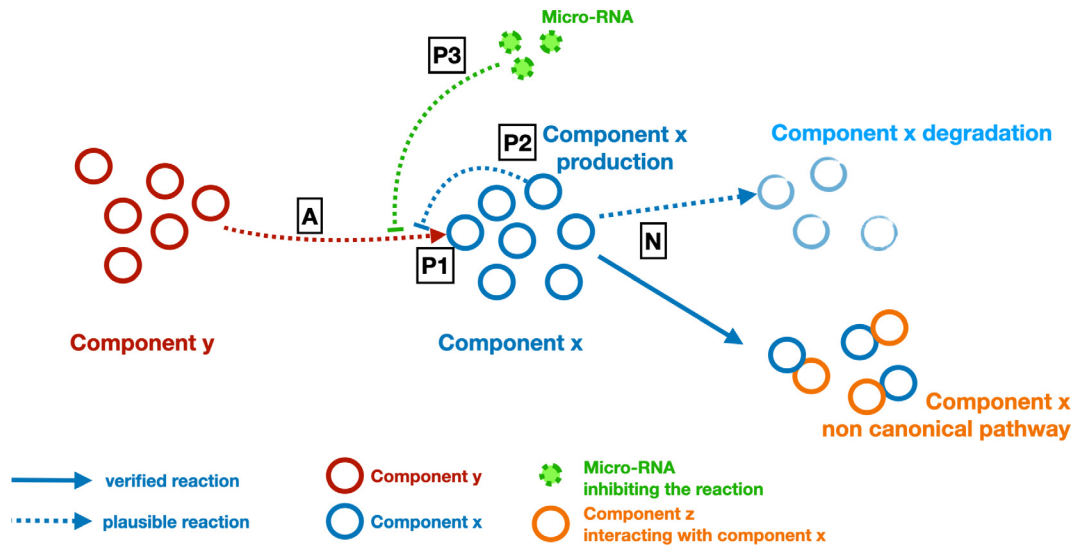 Micro-RNA
P3
P2
Component x
production
Component x degradation
A
N
P1
Component y
Component x
Component x
non canonical pathway
verified reaction
Component y
Micro-RNA
inhibiting the reaction
plausible reaction
Component x
Component z
interacting with component x